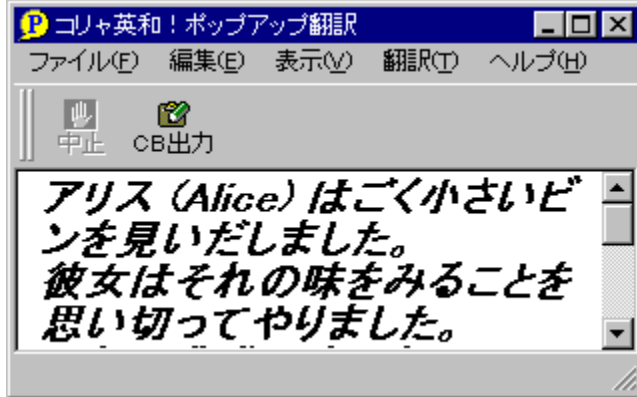 コリャ英和！ポップアップ翻訳
ファイル(F) 編集(E) 表示(V) 翻訳(T) ヘルプ(H)
中止 CB出力
アリス (Alice) はごく小さいビ
ンを見いだしました。
彼女はそれの味をみることを
思い切ってやりました。